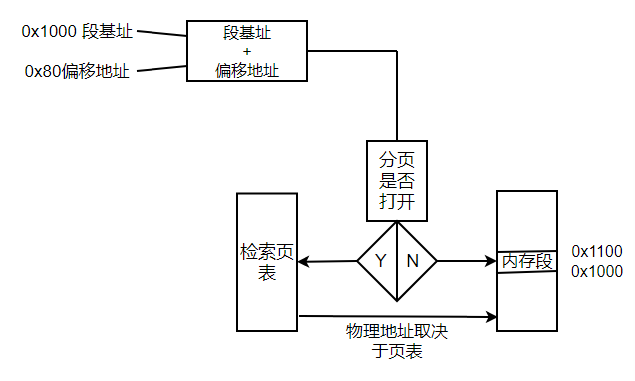 0x1000 段基址
0x80偏移地址
段基址
+
偏移地址
分页
是否
打开
检索页
表
Y
N
内存段
0x1100
0x1000
物理地址取决
于页表